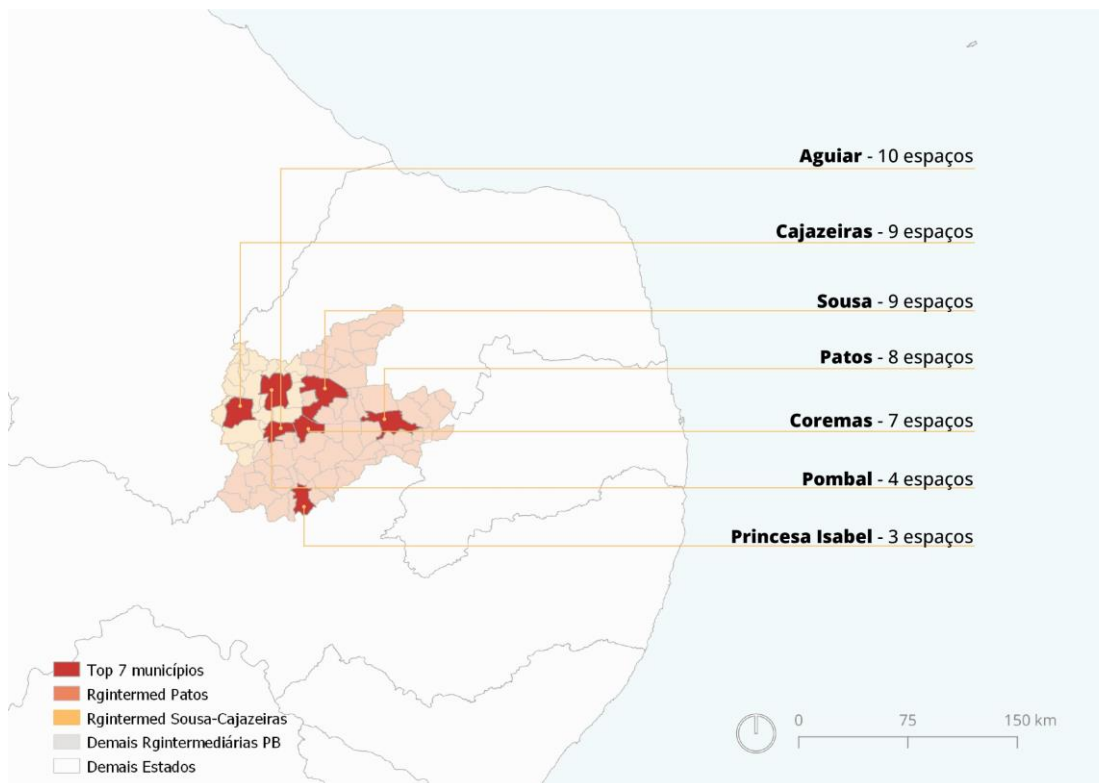 Aguiar - 10 espaços
Cajazeiras - 9 espaços
Sousa - 9 espaços
Patos - 8 espaços
Coremas - 7 espaços
Pombal - 4 espaços
Princesa Isabel - 3 espaços
Top 7 municípios
Rgintermed Patos
Rgintermed Sousa-Cajazeiras
Demais Rgintermediárias PB
Demais Estados
0 75 150 km